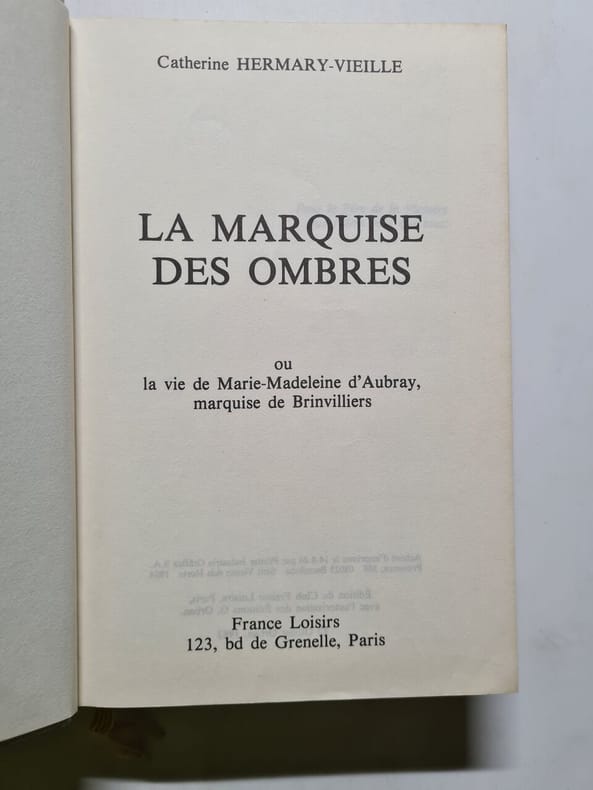 Catherine HERMARY-VIEILLE
LA MARQUISE
DES OMBRES
ou
la vie de Marie-Madeleine d'Aubray,
marquise de Brinvilliers
France Loisirs
123, bd de Grenelle, Paris